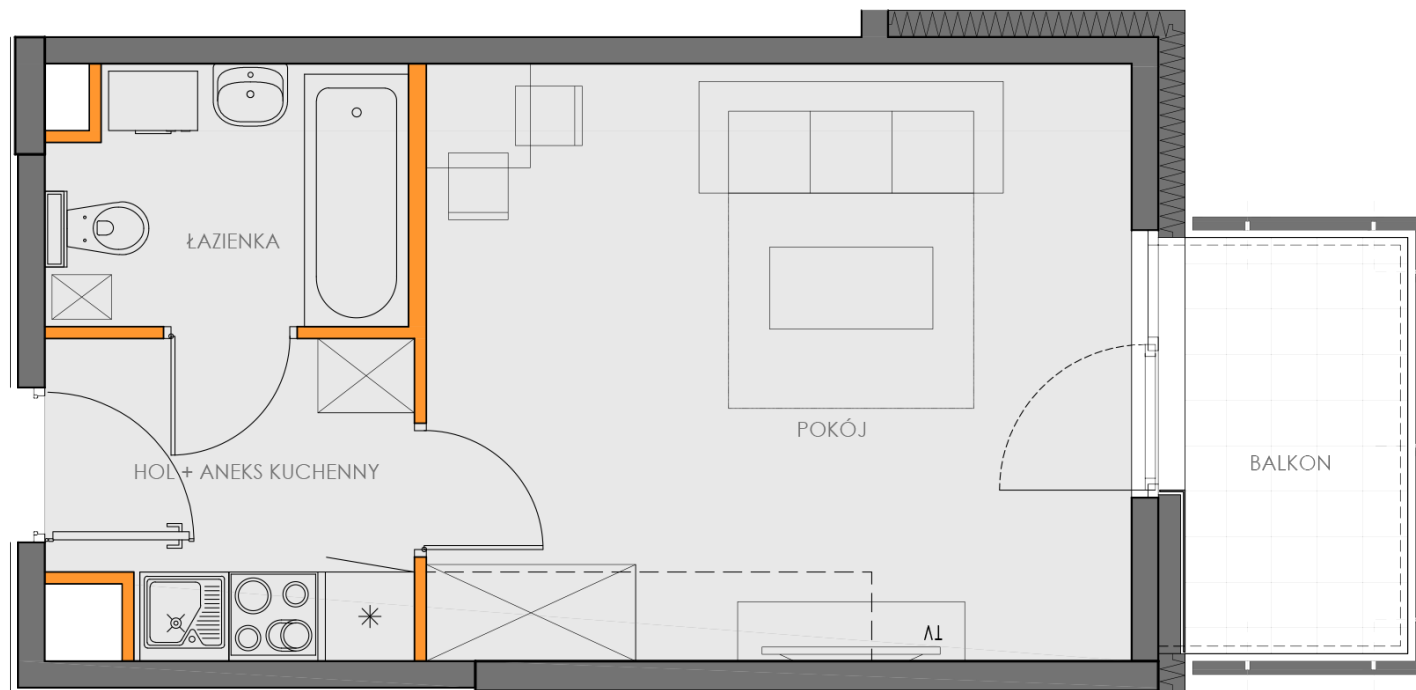 ŁAZIENKA
POKÓJ
BALKON
HOL + ANEKS KUCHENNY
TV